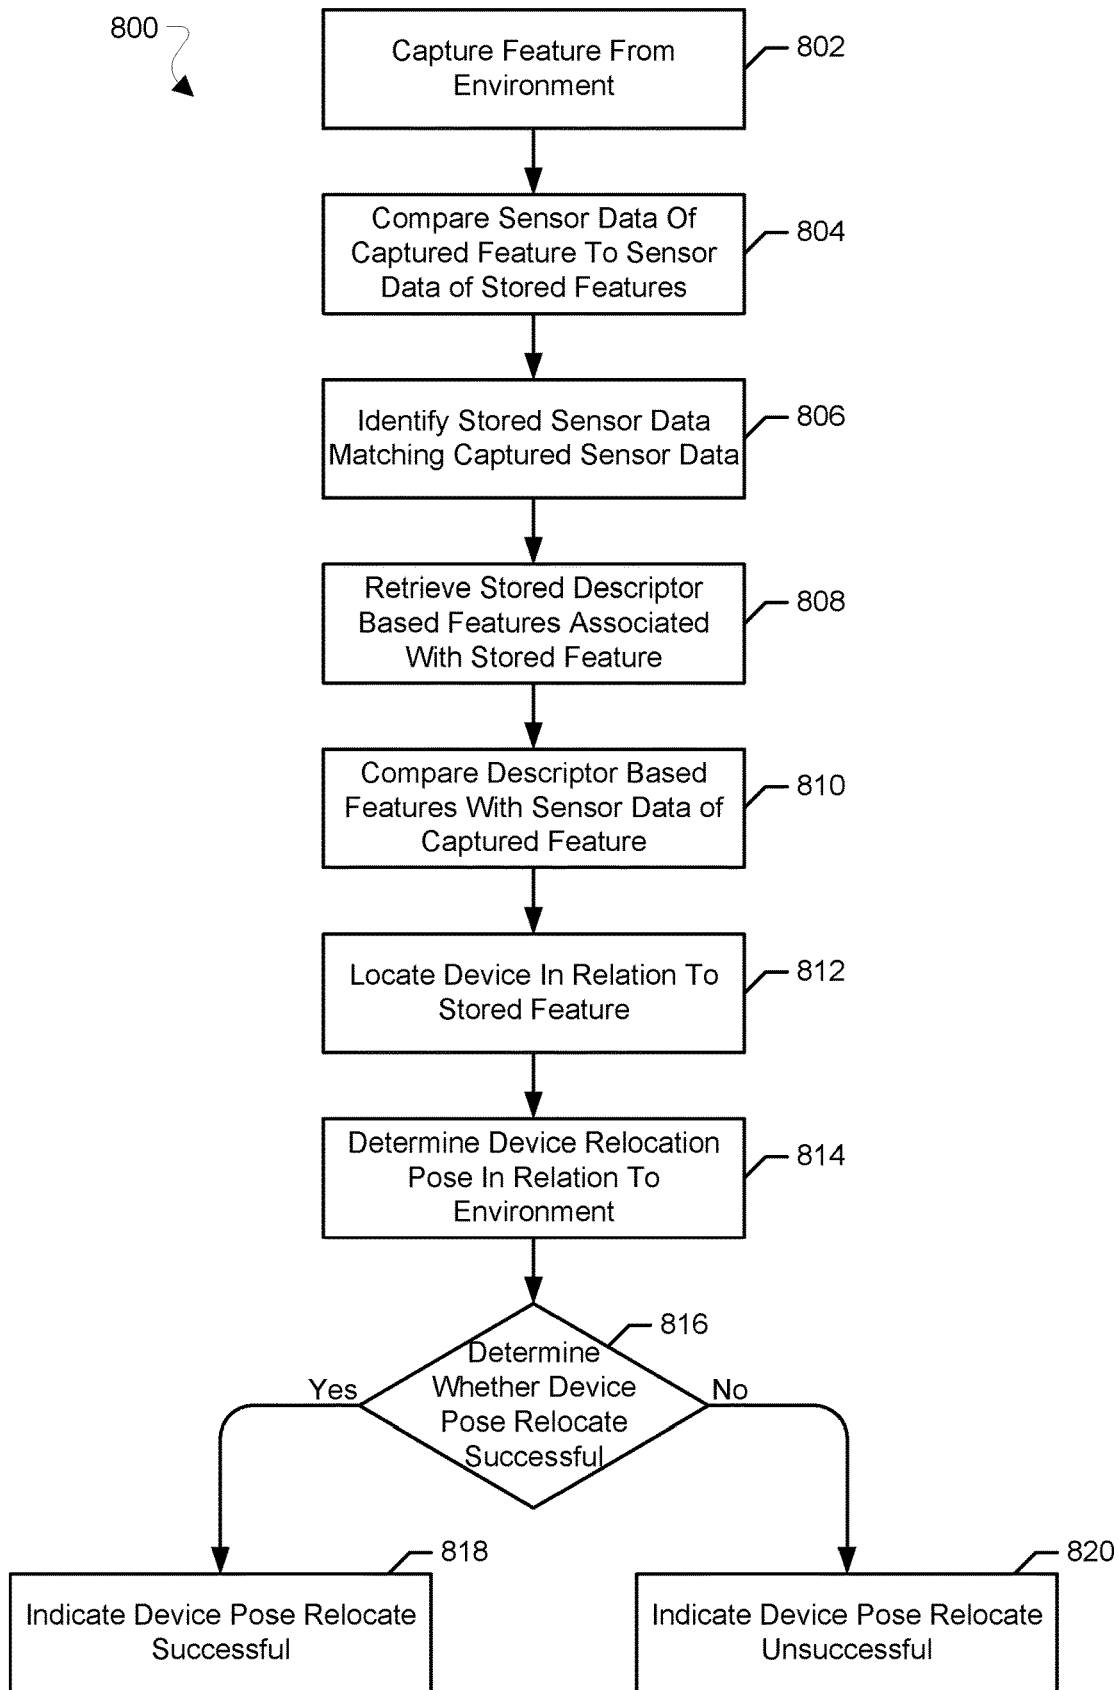 800
Capture Feature From
Environment
802
Compare Sensor Data Of
Captured Feature To Sensor
Data of Stored Features
804
Identify Stored Sensor Data
Matching Captured Sensor Data
806
Retrieve Stored Descriptor
Based Features Associated
With Stored Feature
808
Compare Descriptor Based
Features With Sensor Data of
Captured Feature
810
Locate Device In Relation To
Stored Feature
812
Determine Device Relocation
Pose In Relation To
Environment
814
816
Determine
Whether Device
Pose Relocate
Successful
Yes
No
818
Indicate Device Pose Relocate
Successful
820
Indicate Device Pose Relocate
Unsuccessful